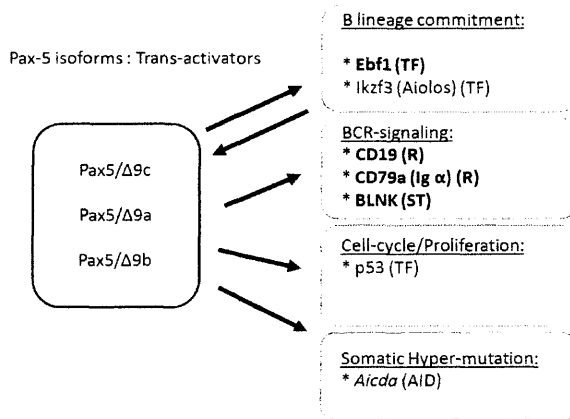 Pax-5 isoforms : Trans-activators
Pax5/Δ9c
Pax5/Δ9a
Pax5/Δ9b
B lineage commitment:
* Ebf1 (TF)
* Ikzf3 (Aiolos) (TF)
BCR-signaling:
* CD19 (R)
* CD79a (Ig α) (R)
* BLNK (ST)
Cell-cycle/Proliferation:
* p53 (TF)
Somatic Hyper-mutation:
* Aicda (AID)